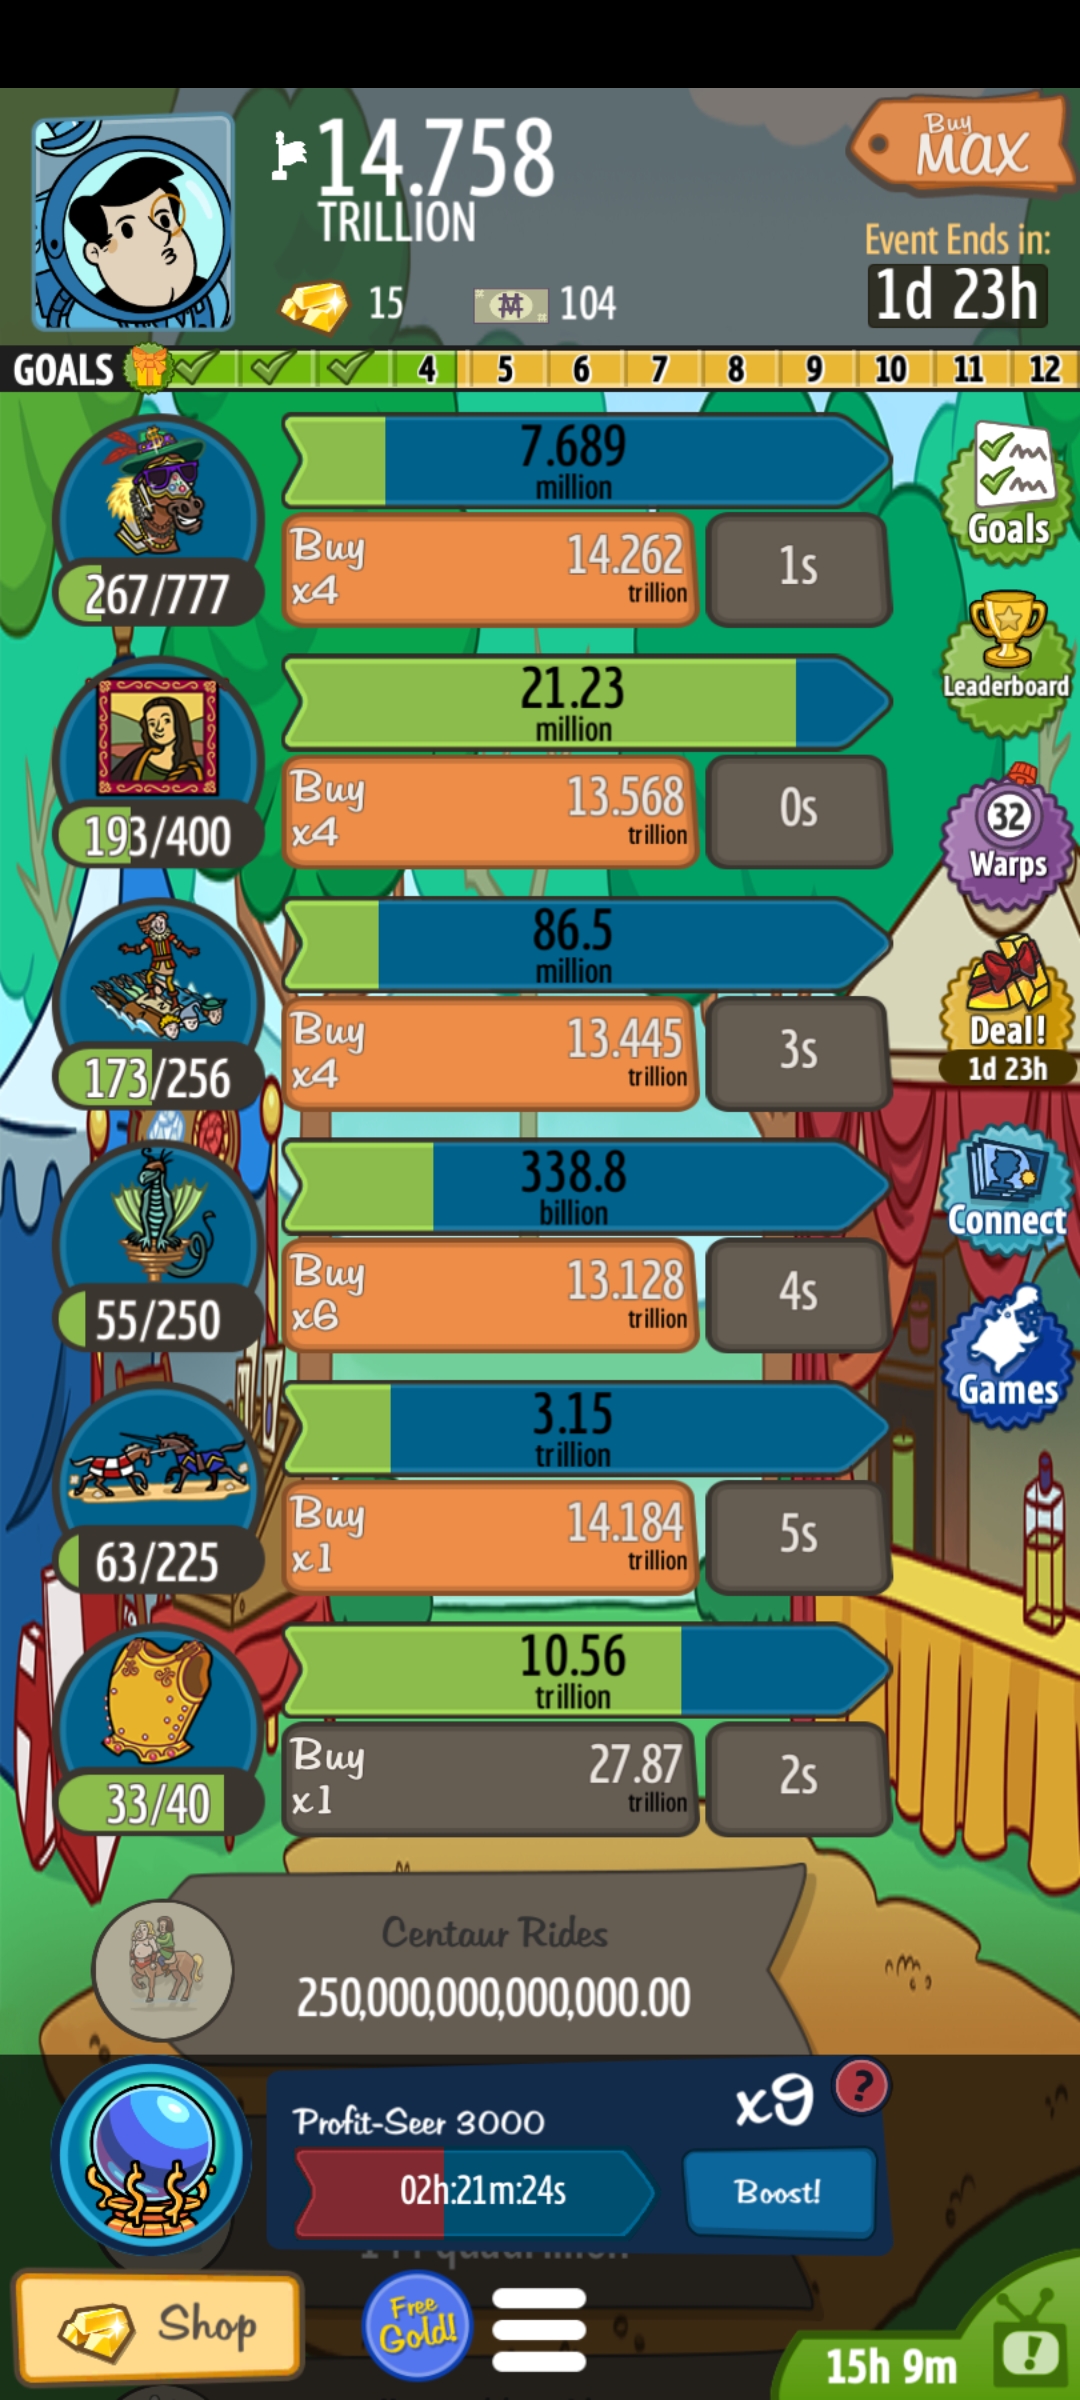 14.758
TRILLION
15
104
Buy
MAX
Event Ends in:
1d 23h
GOALS 4 5 6 7 8 9 10 11 12
7.689
million
267/777
Buy
x4
14.262
trillion
1s
Goals
21.23
million
193/400
Buy
x4
13.568
trillion
0s
Leaderboard
32
Warps
86.5
million
173/256
Buy
x4
13.445
trillion
3s
Deal!
1d 23h
338.8
billion
55/250
Buy
x6
13.128
trillion
4s
Connect
3.15
trillion
63/225
Buy
x1
14.184
trillion
5s
Games
10.56
trillion
33/40
Buy
x1
27.87
trillion
2s
Centaur Rides
250,000,000,000,000.00
Profit-Seer 3000
x9
?
02h:21m:24s
Boost!
Shop
Free
Gold!
15h 9m